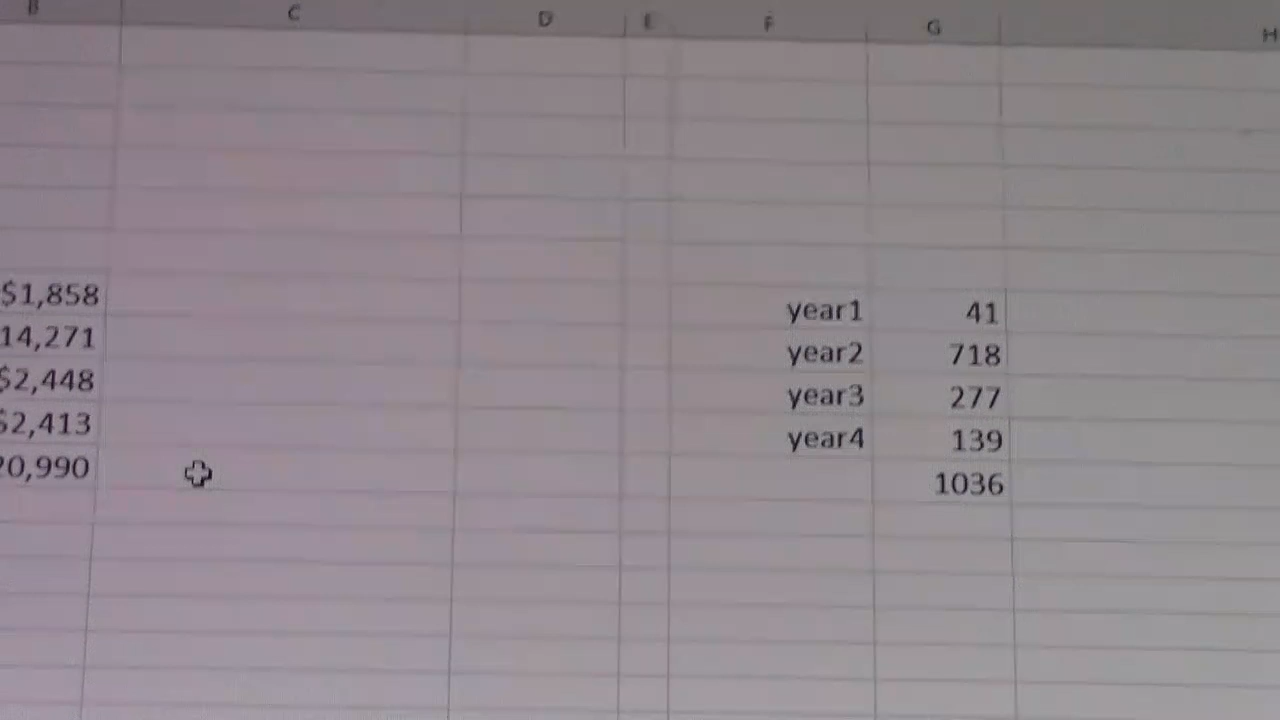 B C D E F G H
$1,858 year1 41
14,271 year2 718
$2,448 year3 277
$2,413 year4 139
20,990 1036